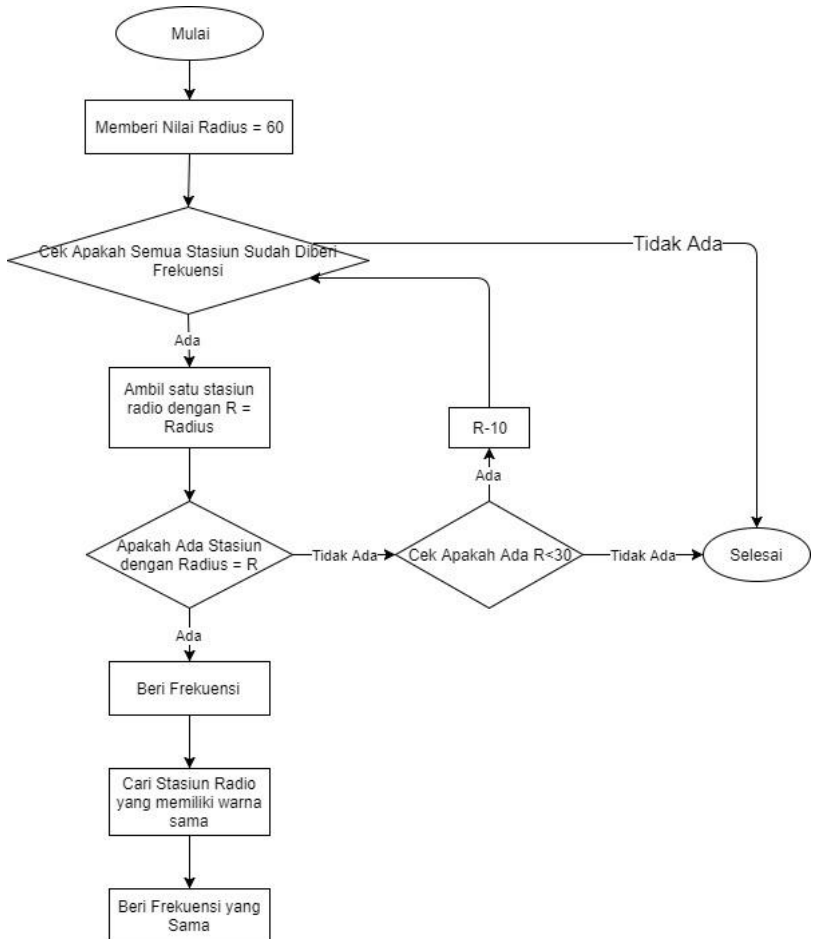 Mulai
Memberi Nilai Radius = 60
Cek Apakah Semua Stasiun Sudah Diberi
Frekuensi
Tidak Ada
Ada
Ambil satu stasiun
radio dengan R =
Radius
R-10
Ada
Apakah Ada Stasiun
dengan Radius = R
Tidak Ada
Cek Apakah Ada R<30
Tidak Ada
Selesai
Ada
Beri Frekuensi
Cari Stasiun Radio
yang memiliki warna
sama
Beri Frekuensi yang
Sama